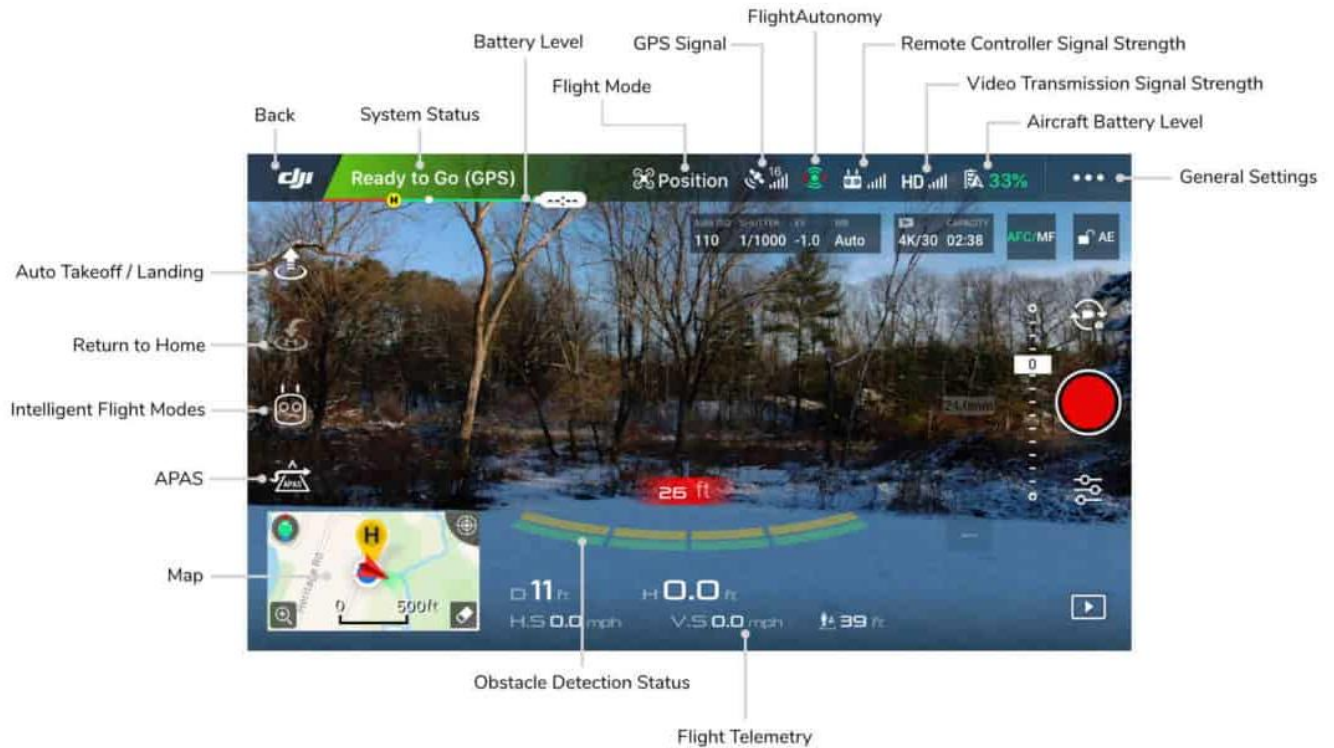 FlightAutonomy
Battery Level
GPS Signal
Remote Controller Signal Strength
Flight Mode
Video Transmission Signal Strength
Back
System Status
Aircraft Battery Level
dji
Ready to Go (GPS)
Position
16
HD
33%
General Settings
--:--
H
SHUTTER EV WB CAPACITY
110 1/1000 -1.0 Auto 4K/30 02:38 AFC/MF AE
Auto Takeoff / Landing
Return to Home
0
Intelligent Flight Modes
24.0mm
APAS
APAS
26 ft
H
Map
Heritage Rd
0 500ft
D 11 ft H 0.0 ft
H.S 0.0 mph V.S 0.0 mph 39 ft
Obstacle Detection Status
Flight Telemetry